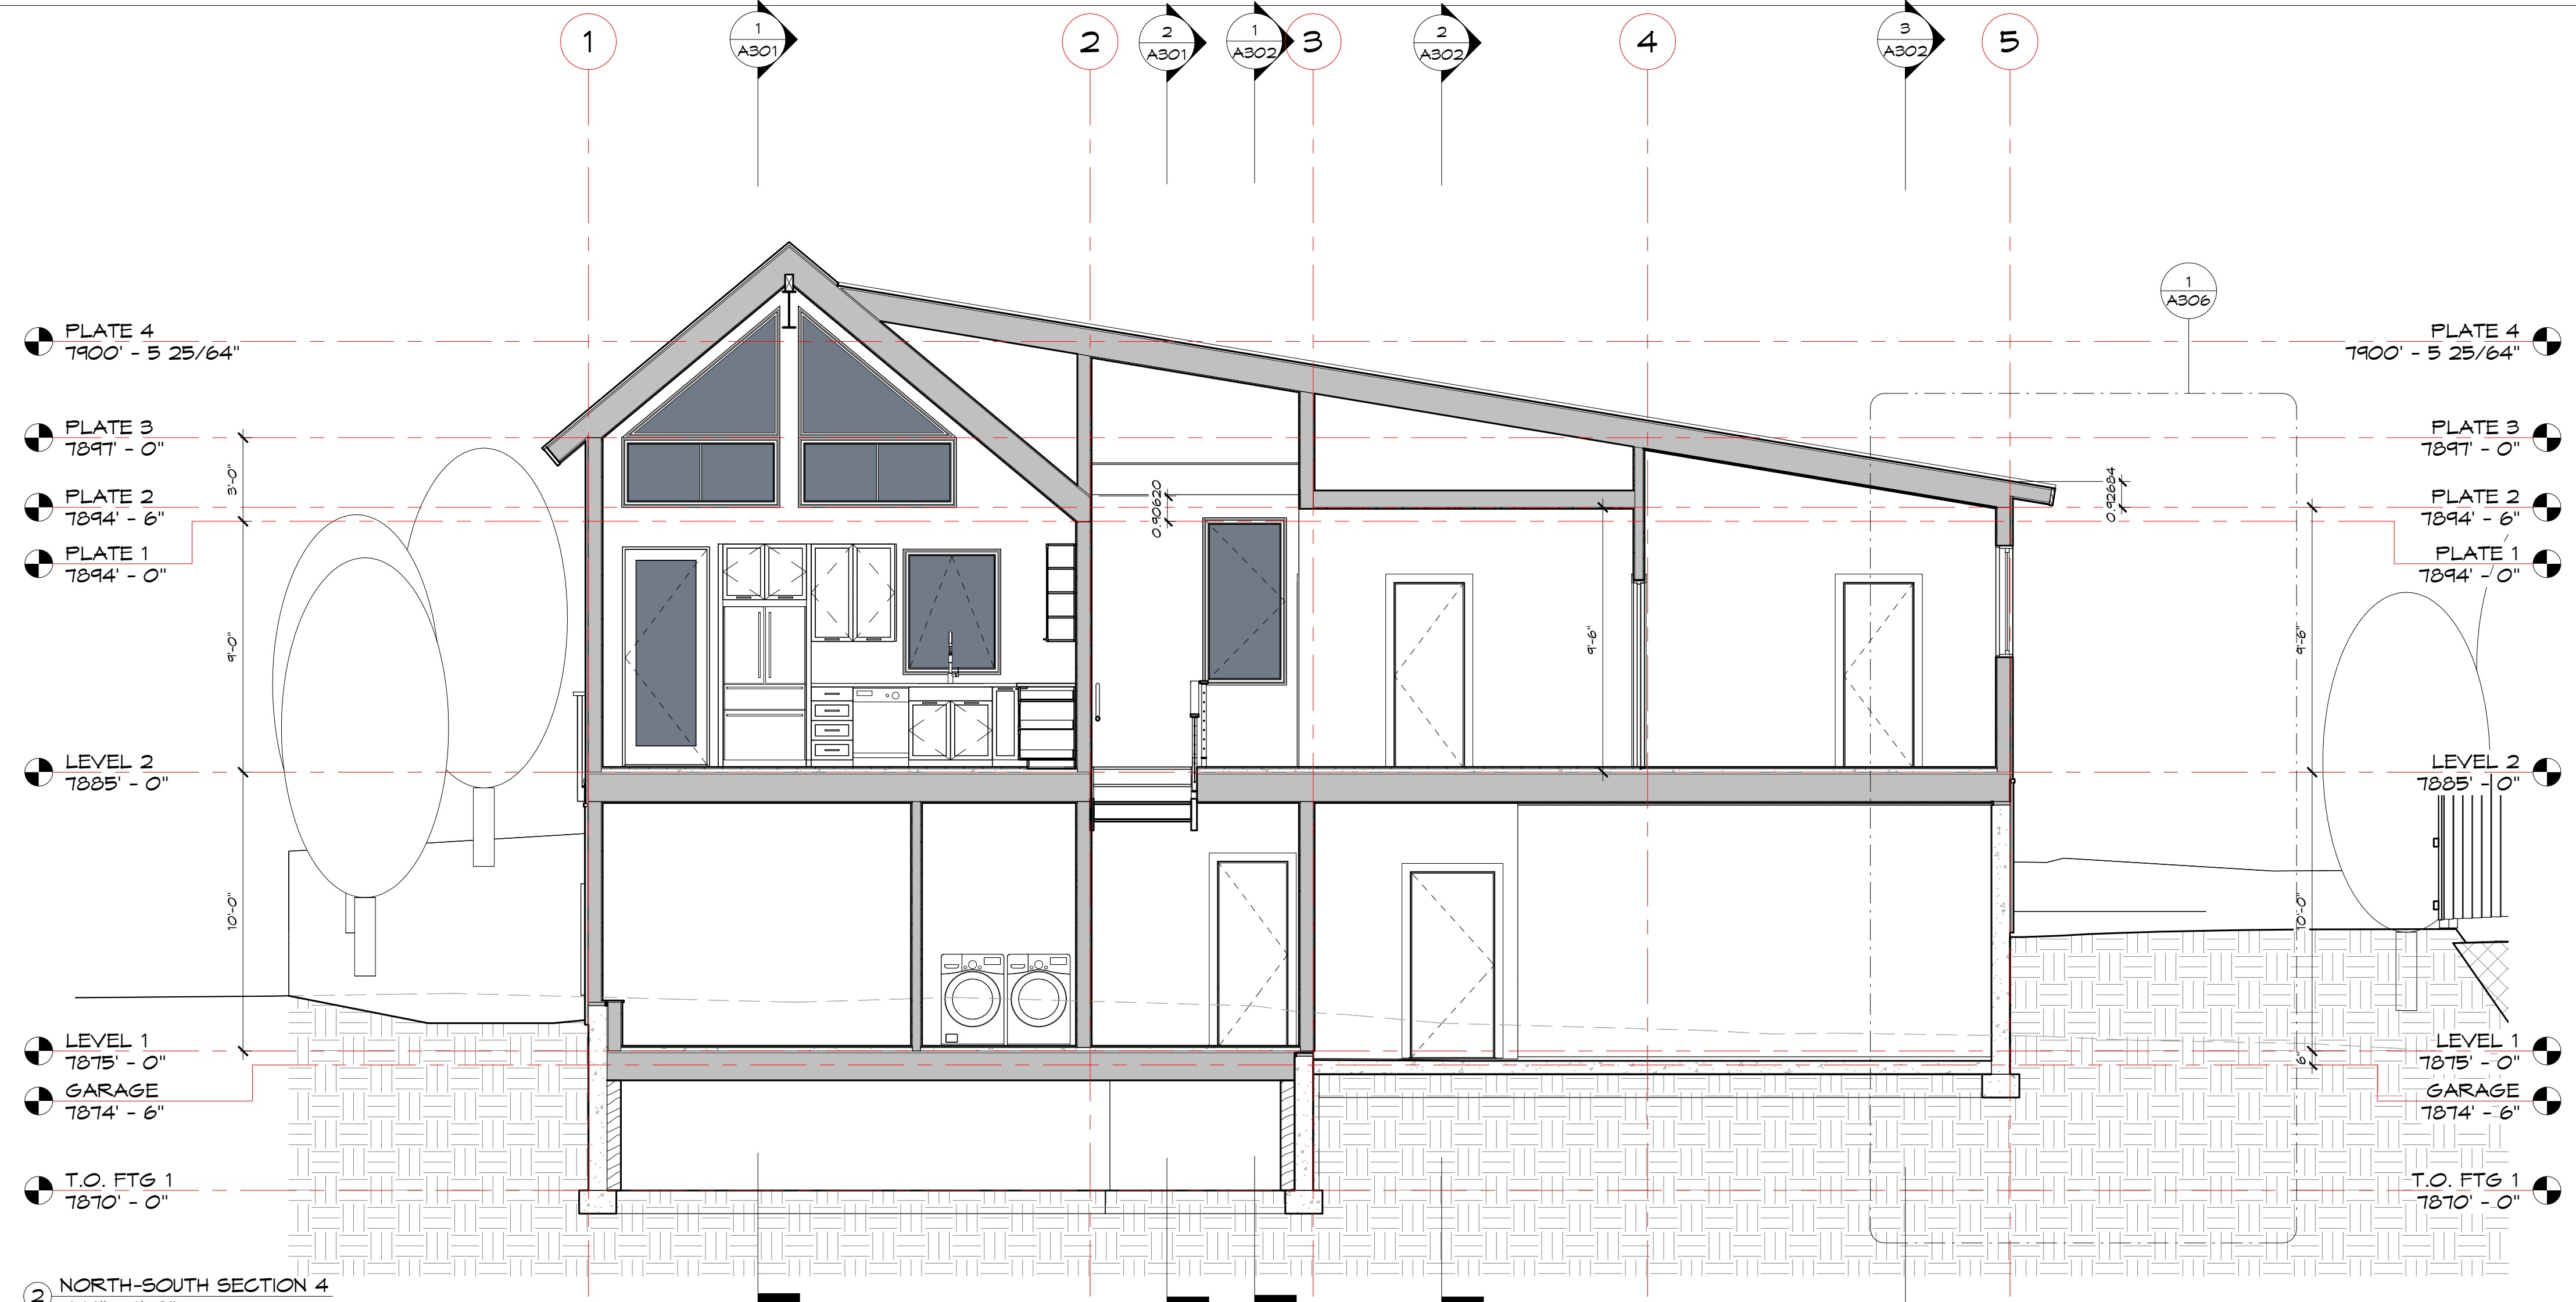 1
1
A301
2
2
A301
1
A302
3
2
A302
4
3
A302
5
1
A306
PLATE 4
7900' - 5 25/64"
PLATE 4
7900' - 5 25/64"
PLATE 3
7897' - 0"
PLATE 3
7897' - 0"
3'-0"
0.90620
0.92684
PLATE 2
7894' - 6"
PLATE 2
7894' - 6"
PLATE 1
7894' - 0"
PLATE 1
7894' - 0"
9'-0"
9'-6"
9'-6"
LEVEL 2
7885' - 0"
LEVEL 2
7885' - 0"
10'-0"
10'-0"
LEVEL 1
7875' - 0"
6"
LEVEL 1
7875' - 0"
GARAGE
7874' - 6"
GARAGE
7874' - 6"
T.O. FTG 1
7870' - 0"
T.O. FTG 1
7870' - 0"
2
NORTH-SOUTH SECTION 4